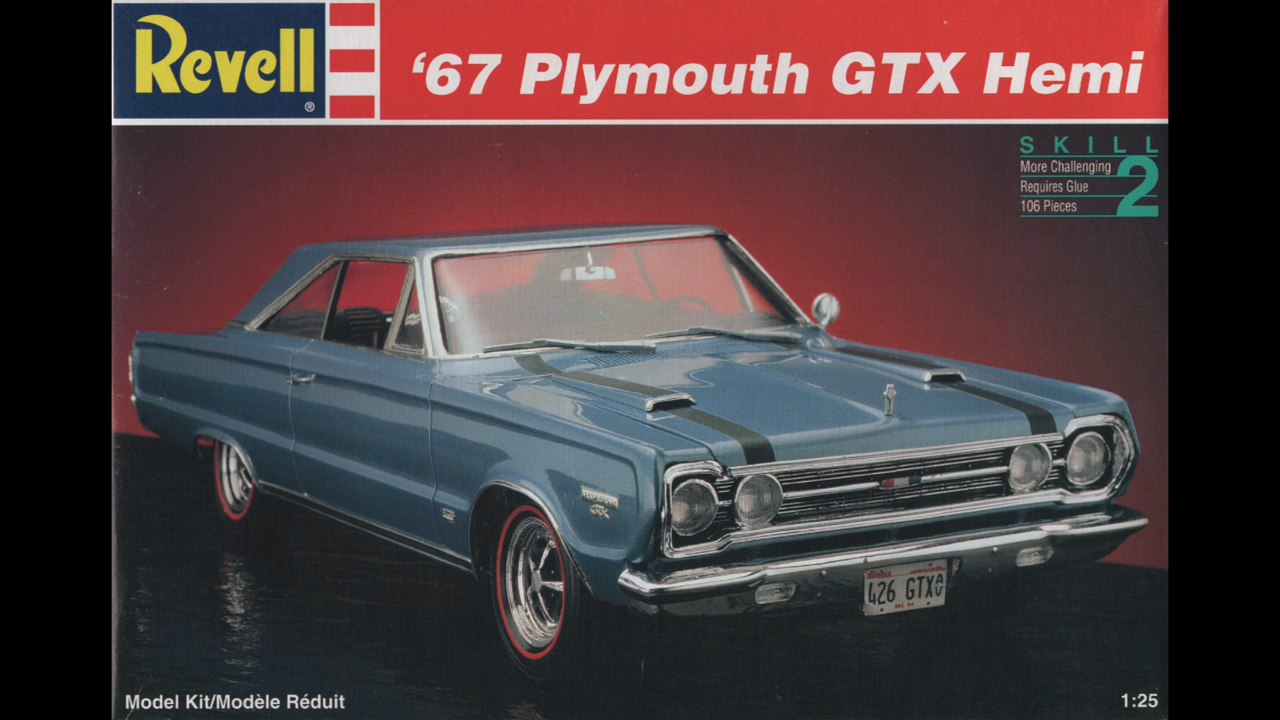 Revell®
'67 Plymouth GTX Hemi
SKILL 2
More Challenging
Requires Glue
106 Pieces
GTX
426 GTX
Model Kit/Modèle Réduit
1:25